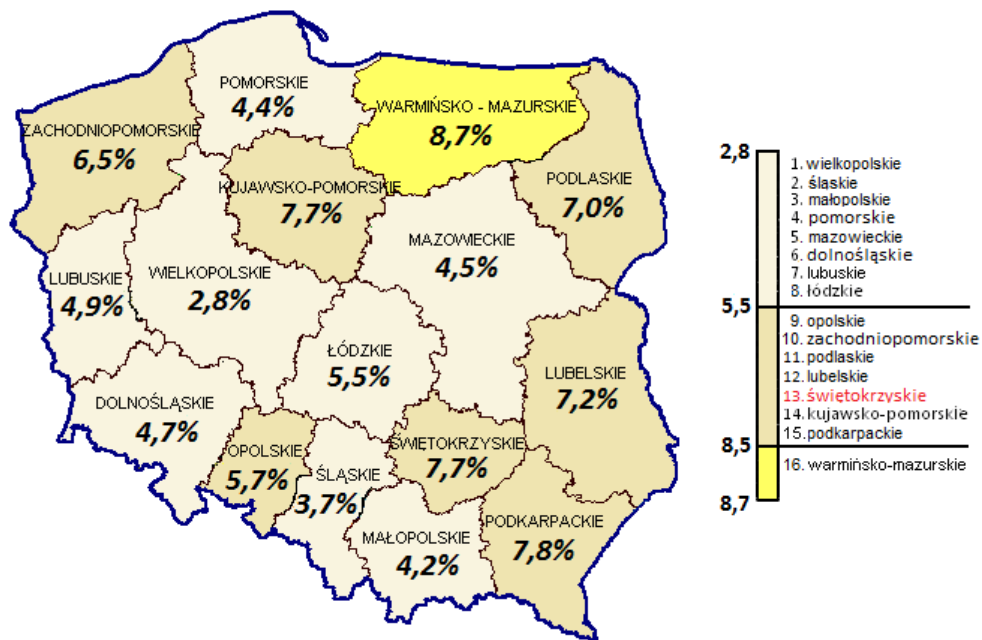 POMORSKIE
4,4%
WARMIŃSKO - MAZURSKIE
8,7%
ZACHODNIOPOMORSKIE
6,5%
KUJAWSKO-POMORSKIE
7,7%
PODLASKIE
7,0%
MAZOWIECKIE
4,5%
LUBUSKIE
4,9%
WIELKOPOLSKIE
2,8%
ŁÓDZKIE
5,5%
LUBELSKIE
7,2%
DOLNOŚLĄSKIE
4,7%
OPOLSKIE
5,7%
ŚLĄSKIE
3,7%
ŚWIĘTOKRZYSKIE
7,7%
MAŁOPOLSKIE
4,2%
PODKARPACKIE
7,8%
2,8
1. wielkopolskie
2. śląskie
3. małopolskie
4. pomorskie
5. mazowieckie
6. dolnośląskie
7. lubuskie
8. łódzkie
5,5
9. opolskie
10. zachodniopomorskie
11. podlaskie
12. lubelskie
13. świętokrzyskie
14. kujawsko-pomorskie
15. podkarpackie
8,5
16. warmińsko-mazurskie
8,7